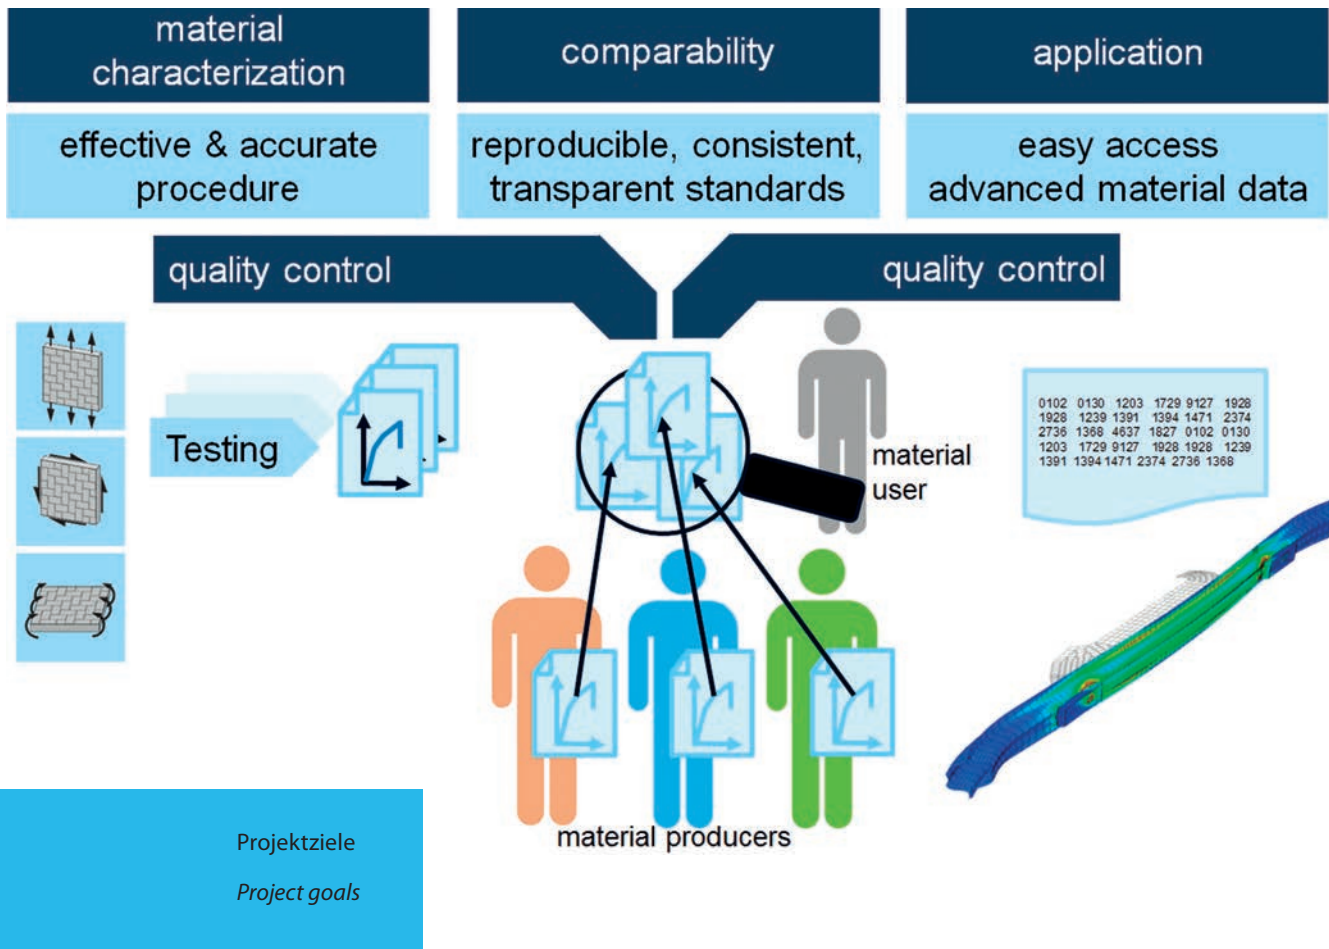 material
characterization
comparability
application
effective & accurate
procedure
reproducible, consistent,
transparent standards
easy access
advanced material data
quality control
quality control
Testing
material
user
0102 0130 1203 1729 9127 1928
1928 1239 1391 1394 1471 2374
2736 1368 4637 1827 0102 0130
1203 1729 9127 1928 1928 1239
1391 1394 1471 2374 2736 1368
material producers
Projektziele
Project goals